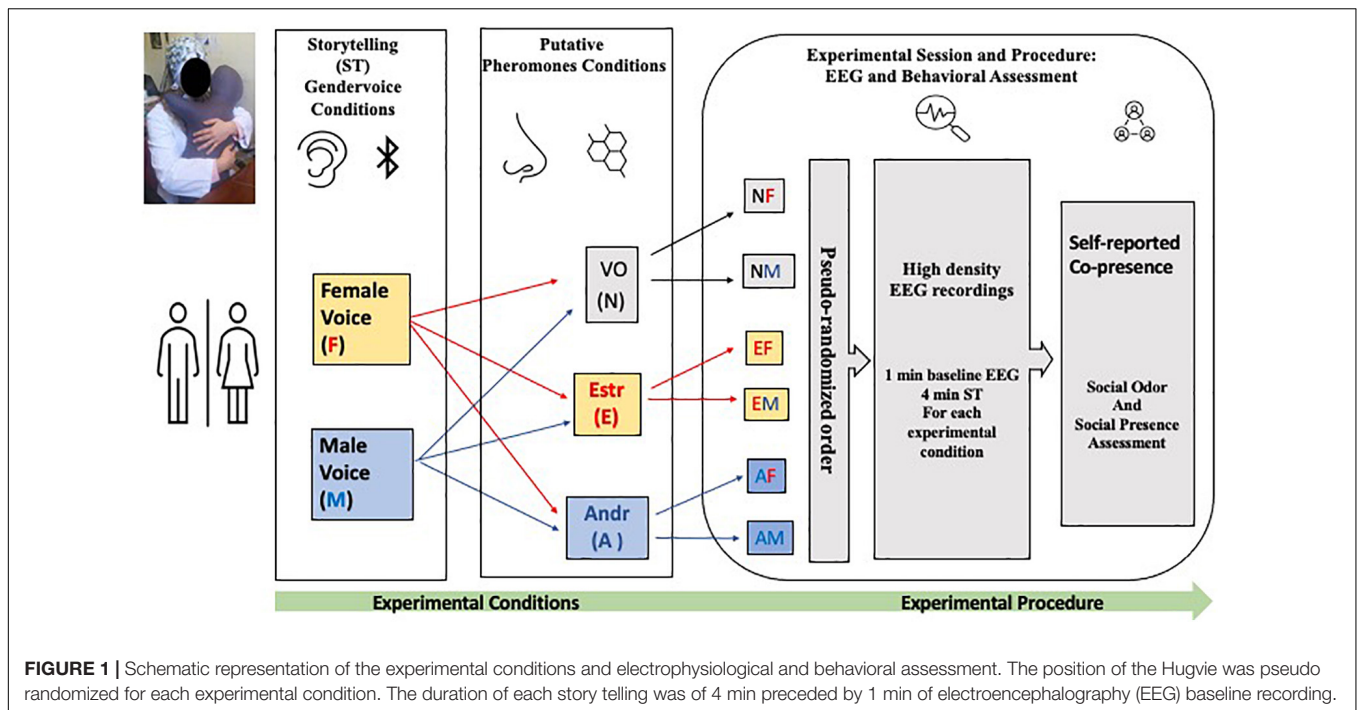 Storytelling
(ST)
Gendervoice
Conditions
Female
Voice
(F)
Male
Voice
(M)
Putative
Pheromones Conditions
VO
(N)
Estr
(E)
Andr
(A )
Experimental Session and Procedure:
EEG and Behavioral Assessment
NF
NM
EF
EM
AF
AM
Pseudo-randomized order
High density
EEG recordings
1 min baseline EEG
4 min ST
For each
experimental
condition
Self-reported
Co-presence
Social Odor
And
Social Presence
Assessment
Experimental Conditions
Experimental Procedure
FIGURE 1 | Schematic representation of the experimental conditions and electrophysiological and behavioral assessment. The position of the Hugvie was pseudo
randomized for each experimental condition. The duration of each story telling was of 4 min preceded by 1 min of electroencephalography (EEG) baseline recording.